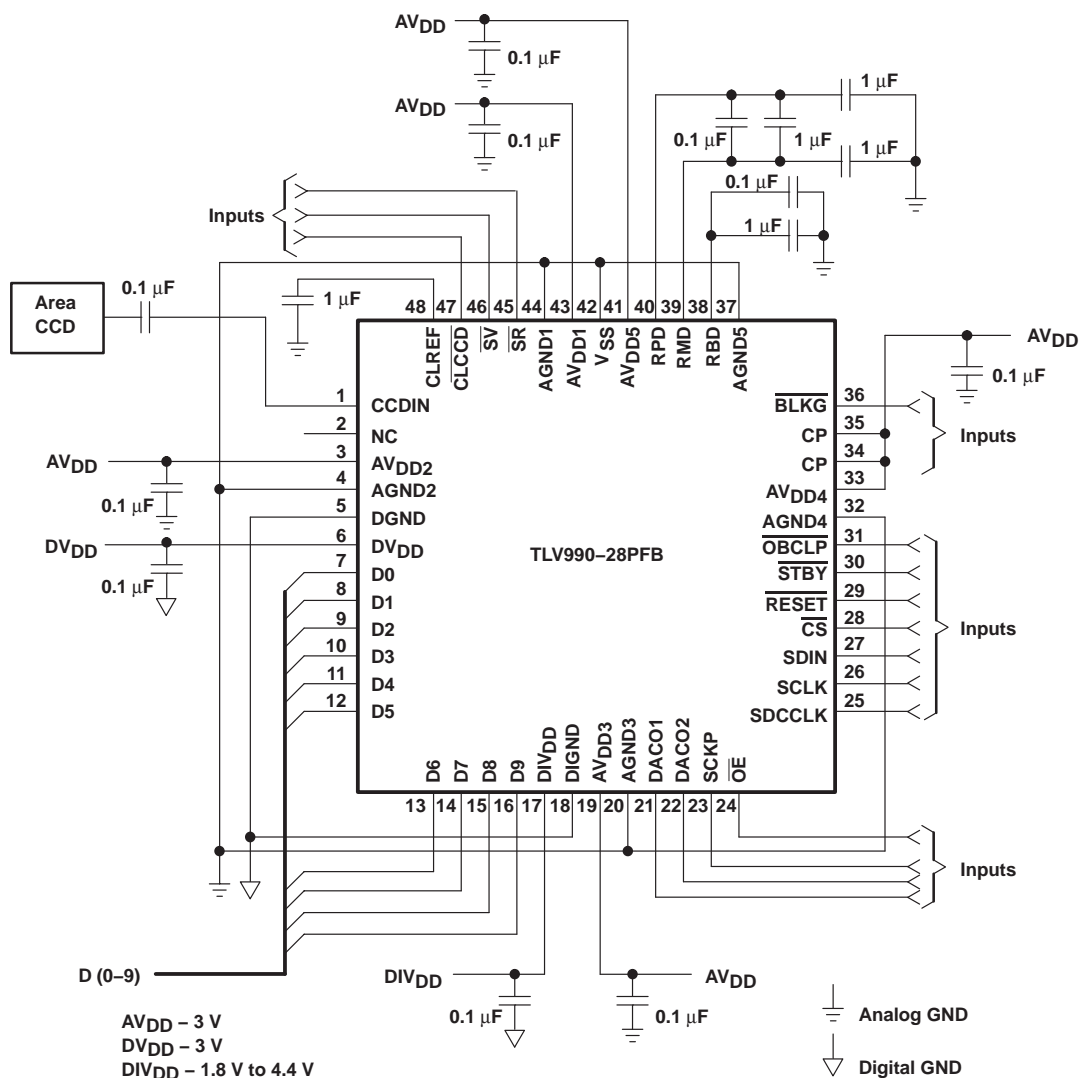 AVDD
0.1 µF
AVDD
0.1 µF
1 µF
0.1 µF
1 µF
1 µF
0.1 µF
1 µF
Inputs
Area
CCD
0.1 µF
1 µF
48 47 46 45 44 43 42 41 40 39 38 37
CLREF
CLCCD
SV
SR
AGND1
AVDD1
VSS
AVDD5
RPD
RMD
RBD
AGND5
AVDD
0.1 µF
1 CCDIN
2 NC
3 AVDD2
4 AGND2
5 DGND
6 DVDD
7 D0
8 D1
9 D2
10 D3
11 D4
12 D5
AVDD
0.1 µF
DVDD
0.1 µF
TLV990–28PFB
BLKG 36
CP 35
CP 34
AVDD4 33
AGND4 32
OBCLP 31
STBY 30
RESET 29
CS 28
SDIN 27
SCLK 26
SDCCLK 25
Inputs
Inputs
D6
D7
D8
D9
DIVDD
DIGND
AVDD3
AGND3
DACO1
DACO2
SCKP
OE
13 14 15 16 17 18 19 20 21 22 23 24
Inputs
D (0–9)
DIVDD
0.1 µF
AVDD
0.1 µF
AVDD – 3 V
DVDD – 3 V
DIVDD – 1.8 V to 4.4 V
Analog GND
Digital GND